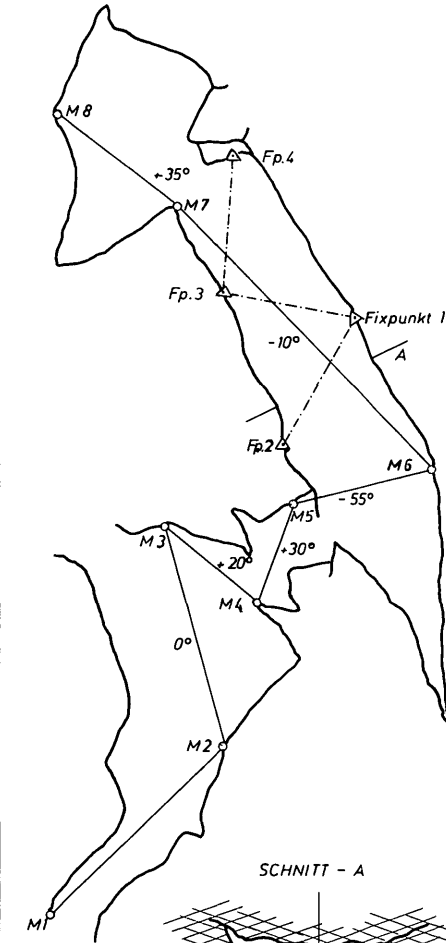 M8
Fp.4
+35°
M7
Fp.3
Fixpunkt 1
-10°
A
Fp.2
M6
-55°
M5
M3
+30°
+20°
M4
0°
M2
SCHNITT - A
M1